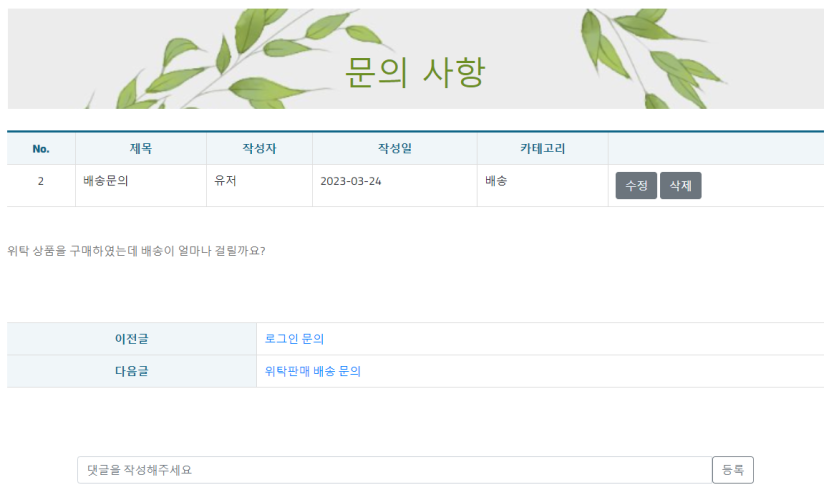 문의 사항
No. 제목 작성자 작성일 카테고리
2 배송문의 유저 2023-03-24 배송 수정 삭제
위탁 상품을 구매하였는데 배송이 얼마나 걸릴까요?
이전글 로그인 문의
다음글 위탁판매 배송 문의
댓글을 작성해주세요 등록